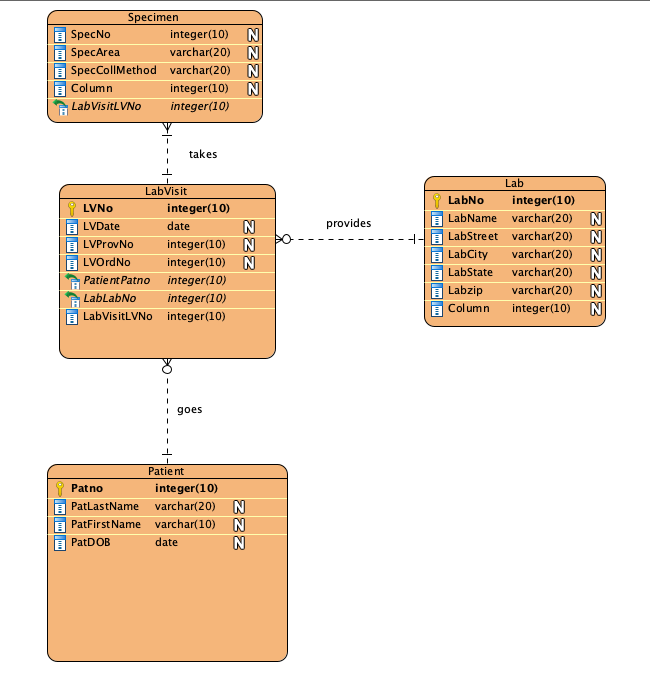 Specimen
SpecNo integer(10) N
SpecArea varchar(20) N
SpecCollMethod varchar(20) N
Column integer(10) N
LabVisitLVNo integer(10)
takes
LabVisit
LVNo integer(10)
LVDate date N
LVProvNo integer(10) N
LVOrdNo integer(10) N
PatientPatno integer(10)
LabLabNo integer(10)
LabVisitLVNo integer(10)
provides
Lab
LabNo integer(10)
LabName varchar(20) N
LabStreet varchar(20) N
LabCity varchar(20) N
LabState varchar(20) N
Labzip varchar(20) N
Column integer(10) N
goes
Patient
Patno integer(10)
PatLastName varchar(20) N
PatFirstName varchar(10) N
PatDOB date N